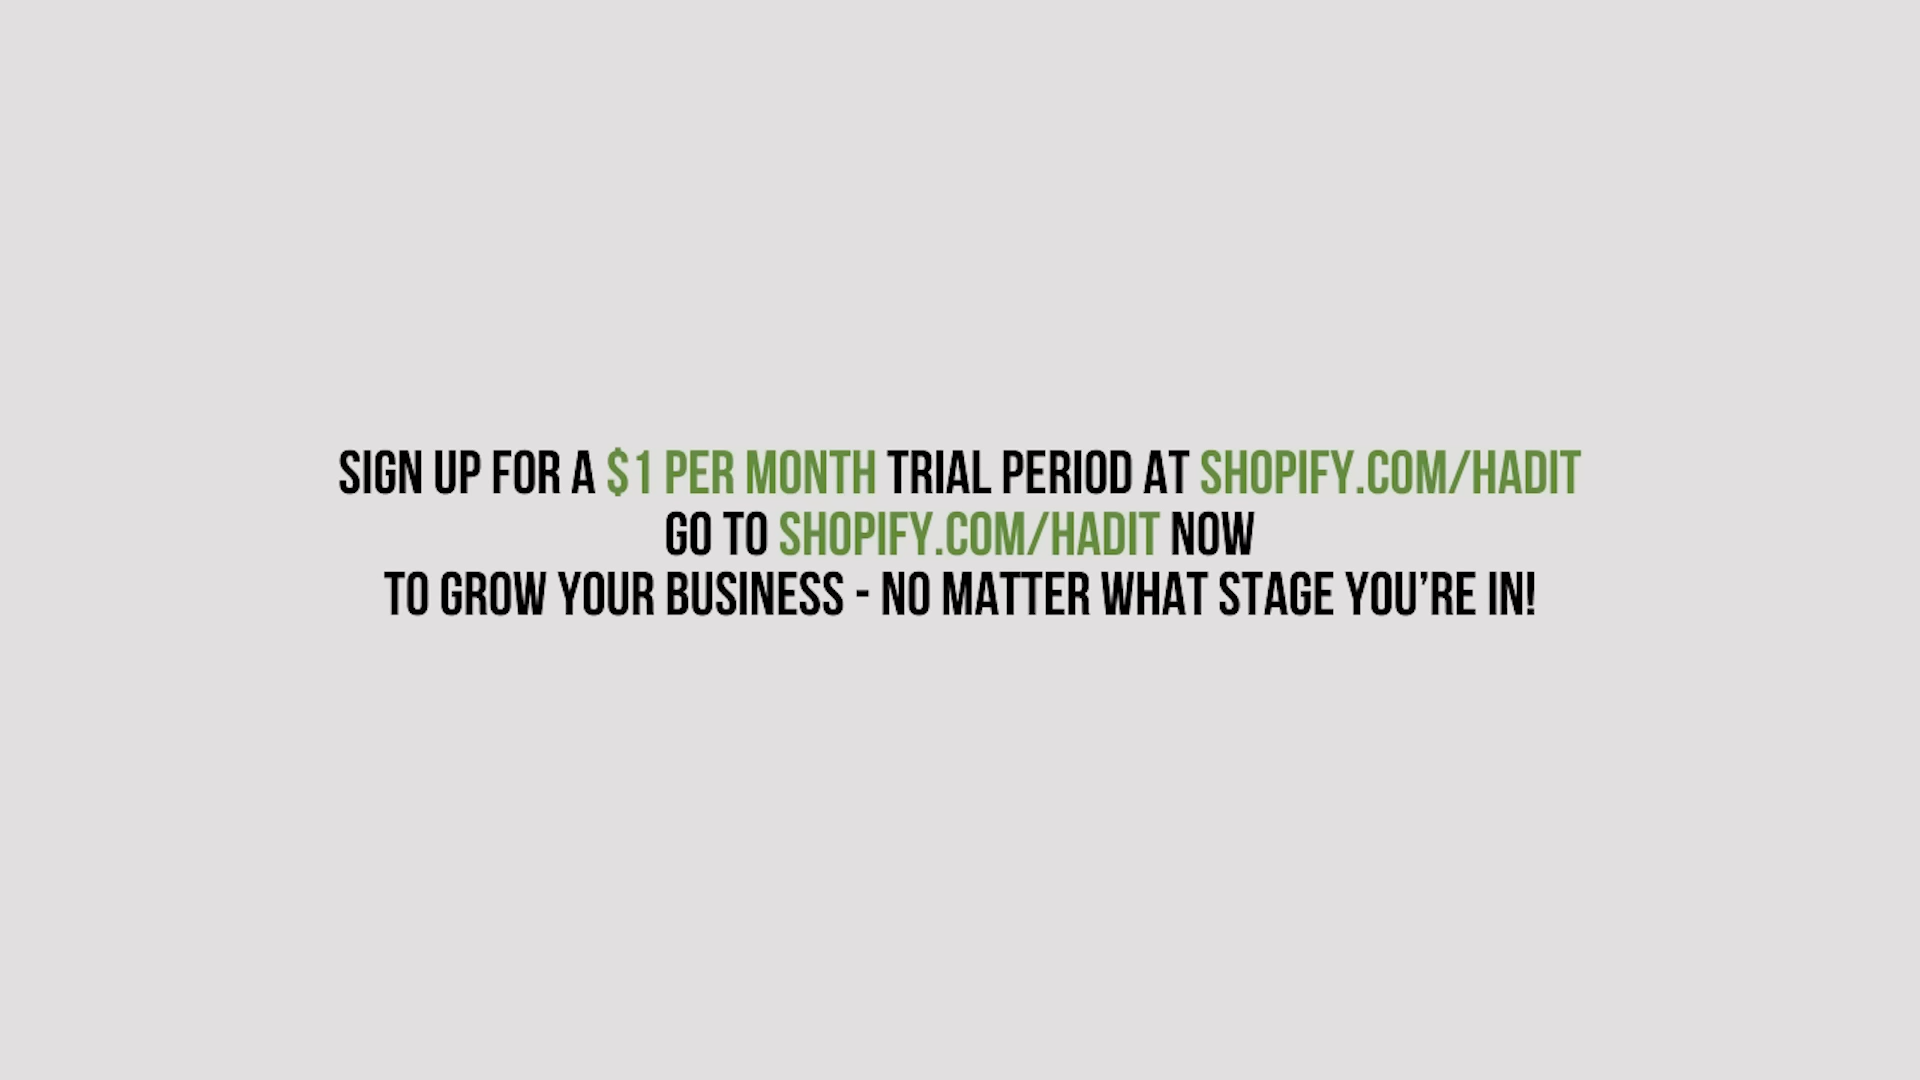 SIGN UP FOR A $1 PER MONTH TRIAL PERIOD AT SHOPIFY.COM/HADIT
GO TO SHOPIFY.COM/HADIT NOW
TO GROW YOUR BUSINESS - NO MATTER WHAT STAGE YOU’RE IN!